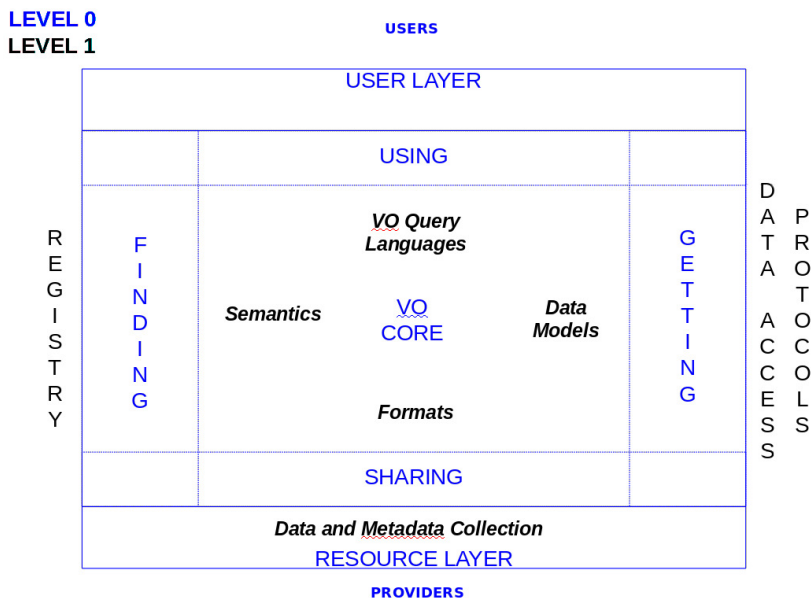 LEVEL 0
LEVEL 1
USERS
USER LAYER
USING
REGISTRY
FINDING
VO Query
Languages
Semantics
VO
CORE
Data
Models
Formats
GETTING
DATA ACCESS
PROTOCOLS
SHARING
Data and Metadata Collection
RESOURCE LAYER
PROVIDERS